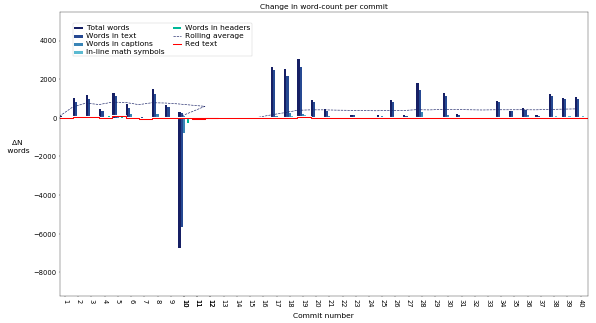 Change in word-count per commit
Total words
Words in text
Words in captions
in-line math symbols
Words in headers
Rolling average
Red text
4000
2000
0
−2000
−4000
−6000
−8000
ΔN
words
1 2 3 4 5 6 7 8 9 10 11 12 13 14 15 16 17 18 19 20 21 22 23 24 25 26 27 28 29 30 31 32 33 34 35 36 37 38 39 40
Commit number